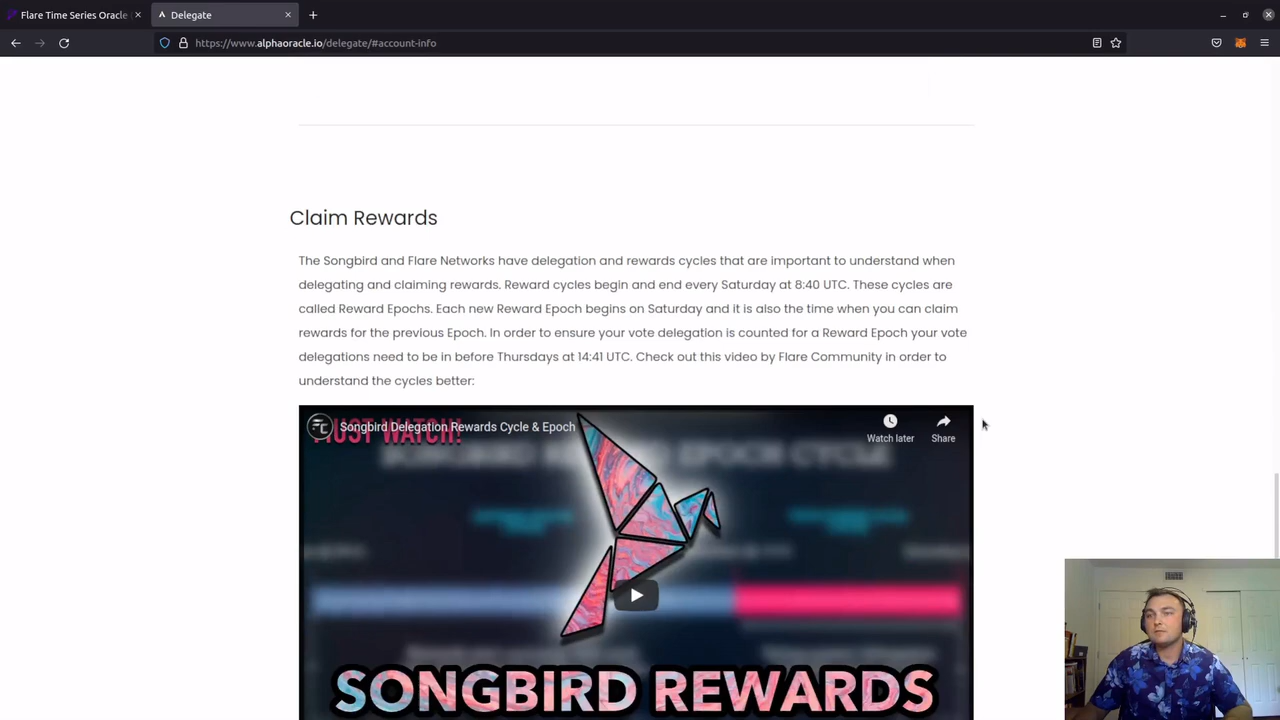 Flare Time Series Oracle (
Delegate
https://www.alphaoracle.io/delegate/#account-info
Claim Rewards
The Songbird and Flare Networks have delegation and rewards cycles that are important to understand when
delegating and claiming rewards. Reward cycles begin and end every Saturday at 8:40 UTC. These cycles are
called Reward Epochs. Each new Reward Epoch begins on Saturday and it is also the time when you can claim
rewards for the previous Epoch. In order to ensure your vote delegation is counted for a Reward Epoch your vote
delegations need to be in before Thursdays at 14:41 UTC. Check out this video by Flare Community in order to
understand the cycles better:
MUST WATCH!
Songbird Delegation Rewards Cycle & Epoch
Watch later
Share
SONGBIRD REWARD EPOCH CYCLE
SONGBIRD REWARDS